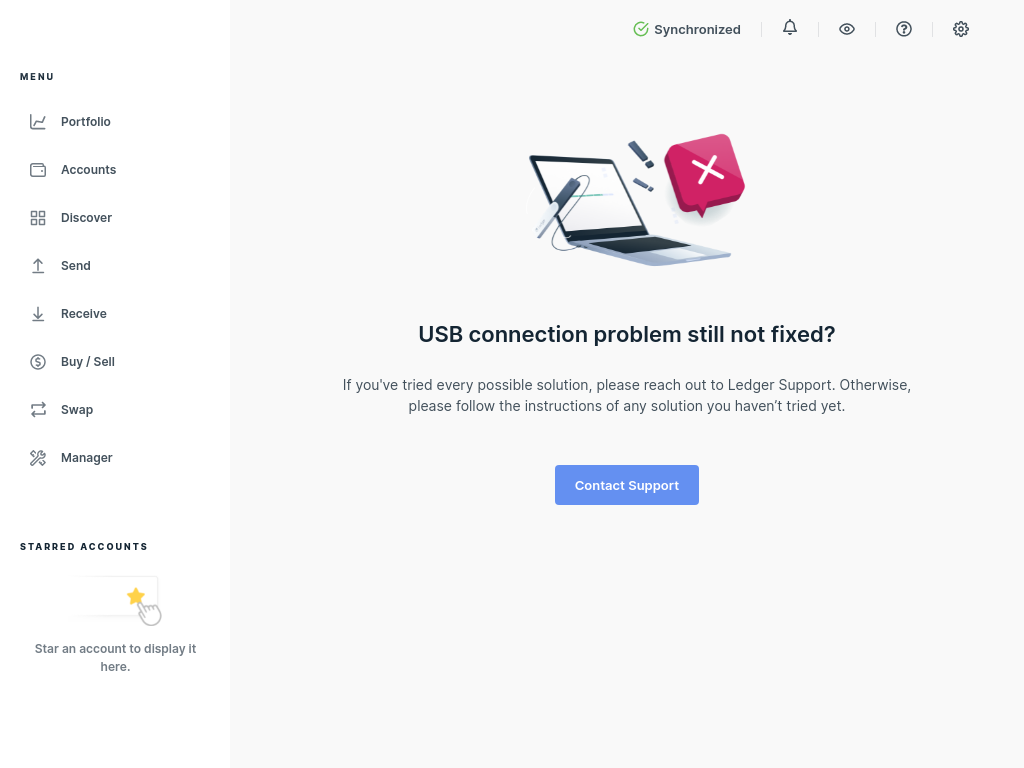 Synchronized
MENU
Portfolio
Accounts
Discover
Send
Receive
Buy / Sell
Swap
Manager
STARRED ACCOUNTS
Star an account to display it
here.
USB connection problem still not fixed?
If you've tried every possible solution, please reach out to Ledger Support. Otherwise,
please follow the instructions of any solution you haven’t tried yet.
Contact Support